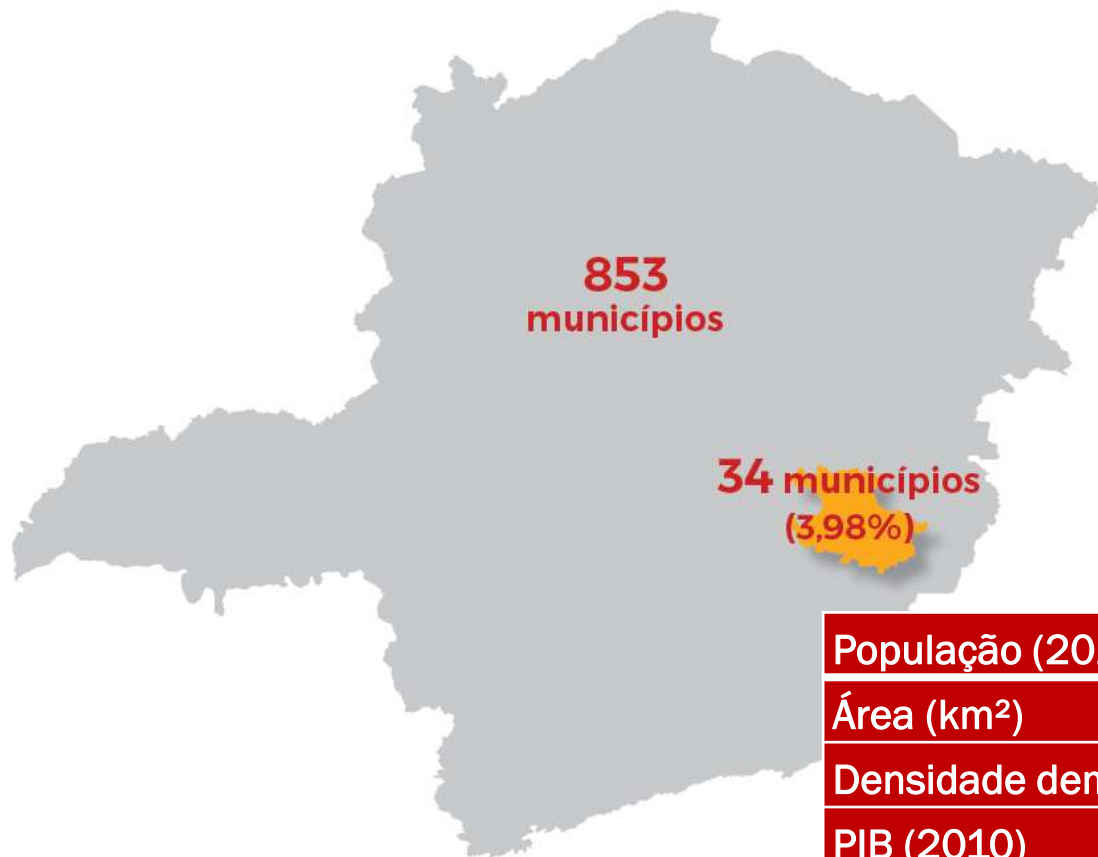 853
municípios
34 municípios
(3,98%)
População
Área (km²)
Densidade
PIB (2010)